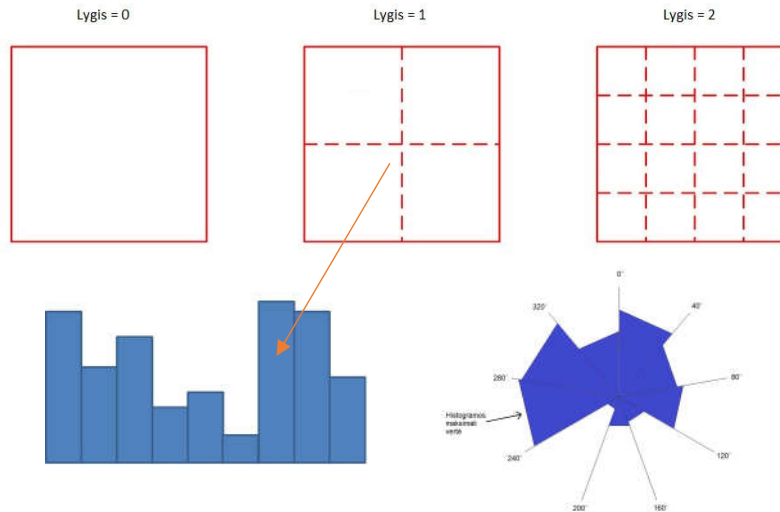 Lygis = 0
Lygis = 1
Lygis = 2
0°
40°
80°
120°
160°
200°
240°
280°
320°
Histogramos
maksimali
vertė